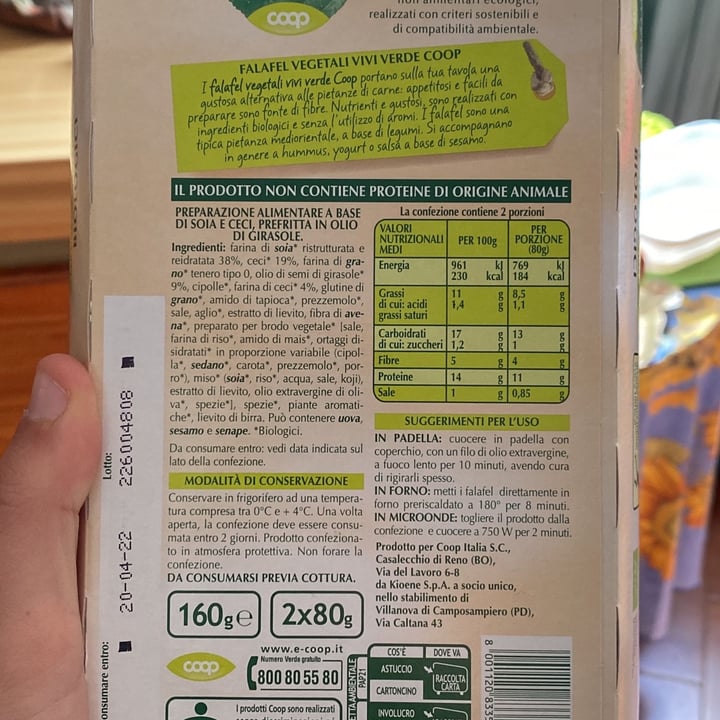 coop
realizzati con criteri sostenibili e
di compatibilità ambientale.
FALAFEL VEGETALI VIVI VERDE COOP
I falafel vegetali vivi verde Coop portano sulla tua tavola una
gustosa alternativa alle pietanze di carne: appetitosi e facili da
preparare sono fonte di fibre. Nutrienti e gustosi, sono realizzati con
ingredienti biologici e senza l'utilizzo di aromi. I falafel sono una
tipica pietanza mediorientale, a base di legumi. Si accompagnano
in genere a hummus, yogurt o salsa a base di sesamo.
IL PRODOTTO NON CONTIENE PROTEINE DI ORIGINE ANIMALE
PREPARAZIONE ALIMENTARE A BASE
DI SOIA E CECI, PREFRITTA IN OLIO
DI GIRASOLE.
Ingredienti: farina di soia* ristrutturata e
reidratata 38%, ceci* 19%, farina di gra-
no* tenero tipo 0, olio di semi di girasole*
9%, cipolle*, farina di ceci* 4%, glutine di
grano*, amido di tapioca*, prezzemolo*,
sale, aglio*, estratto di lievito, fibra di ave-
na*, preparato per brodo vegetale* [sale,
farina di riso*, amido di mais*, ortaggi di-
sidratati* in proporzione variabile (cipol-
la*, sedano*, carota*, prezzemolo*, por-
ro*), miso* (soia*, riso*, acqua, sale, koji),
estratto di lievito, olio extravergine di oli-
va*, spezie*], spezie*, piante aromati-
che*, lievito di birra. Può contenere uova,
sesamo e senape. *Biologici.
Da consumare entro: vedi data indicata sul
lato della confezione.
MODALITÀ DI CONSERVAZIONE
Conservare in frigorifero ad una tempera-
tura compresa tra 0°C e + 4°C. Una volta
aperta, la confezione deve essere consu-
mata entro 2 giorni. Prodotto confeziona-
to in atmosfera protettiva. Non forare la
confezione.
DA CONSUMARSI PREVIA COTTURA.
160g e
2x80g
www.e-coop.it
coop
Numero Verde gratuito
800 80 55 80
I prodotti Coop sono realizzati
La confezione contiene 2 porzioni
VALORI NUTRIZIONALI MEDI PER 100g PER PORZIONE (80g)
Energia 961 kJ 769 kJ
230 kcal 184 kcal
Grassi 11 g 8,5 g
di cui: acidi grassi saturi 1,4 g 1,1 g
Carboidrati 17 g 13 g
di cui: zuccheri 1,2 g 1 g
Fibre 5 g 4 g
Proteine 14 g 11 g
Sale 1 g 0,85 g
SUGGERIMENTI PER L'USO
IN PADELLA: cuocere in padella con
coperchio, con un filo di olio extravergine,
a fuoco lento per 10 minuti, avendo cura
di rigirarli spesso.
IN FORNO: metti i falafel direttamente in
forno preriscaldato a 180° per 8 minuti.
IN MICROONDE: togliere il prodotto dalla
confezione e cuocere a 750 W per 2 minuti.
Prodotto per Coop Italia S.C.,
Casalecchio di Reno (BO),
Via del Lavoro 6-8
da Kioene S.p.A. a socio unico,
nello stabilimento di
Villanova di Camposampiero (PD),
Via Caltana 43
COS'È DOVE VA
ASTUCCIO
CARTONCINO
RACCOLTA CARTA
INVOLUCRO
PAP21
Lotto:
226004808
20-04-22
onsumare entro: